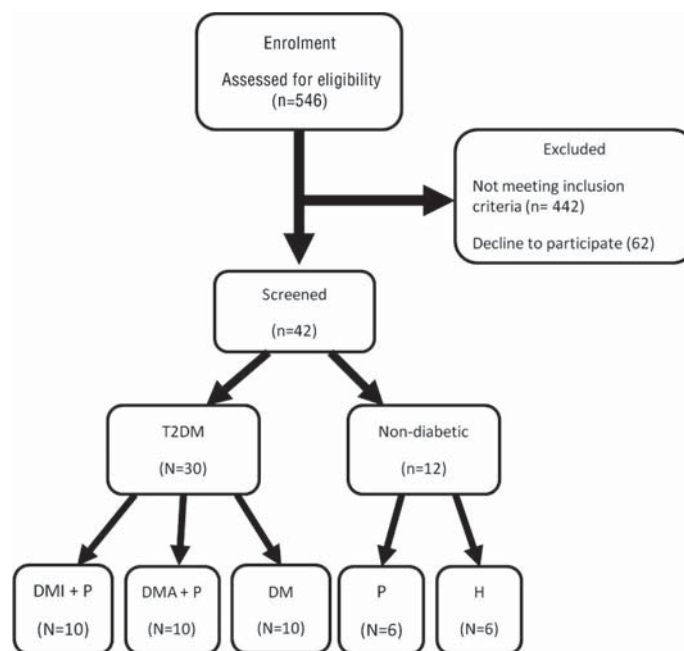 Enrolment
Assessed for eligibility
(n=546)
Excluded
Not meeting inclusion
criteria (n= 442)
Decline to participate (62)
Screened
(n=42)
T2DM
(N=30)
Non-diabetic
(n=12)
DMI + P
(N=10)
DMA + P
(N=10)
DM
(N=10)
P
(N=6)
H
(N=6)